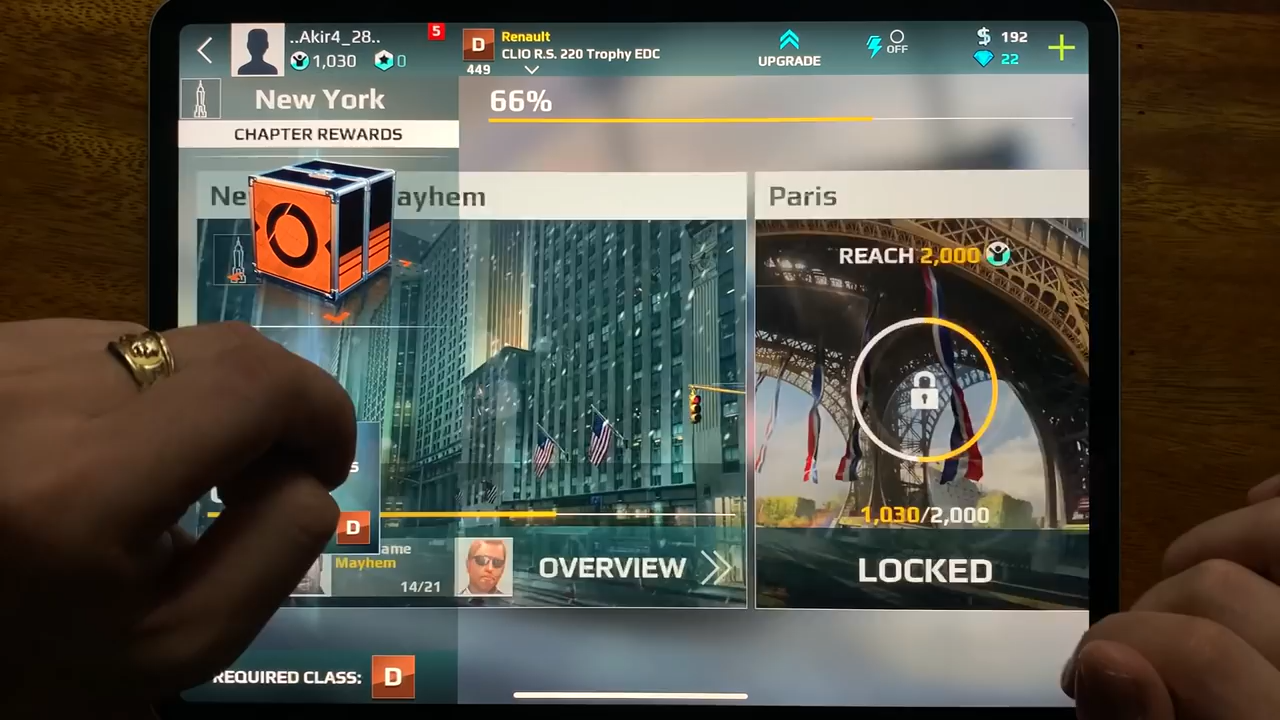 ..Akir4_28..
5
1,030
0
D
449
Renault
CLIO R.S. 220 Trophy EDC
UPGRADE
OFF
$ 192
22
New York
CHAPTER REWARDS
66%
Paris
REACH 2,000
1,030/2,000
LOCKED
D
Mayhem
14/21
OVERVIEW
REQUIRED CLASS:
D